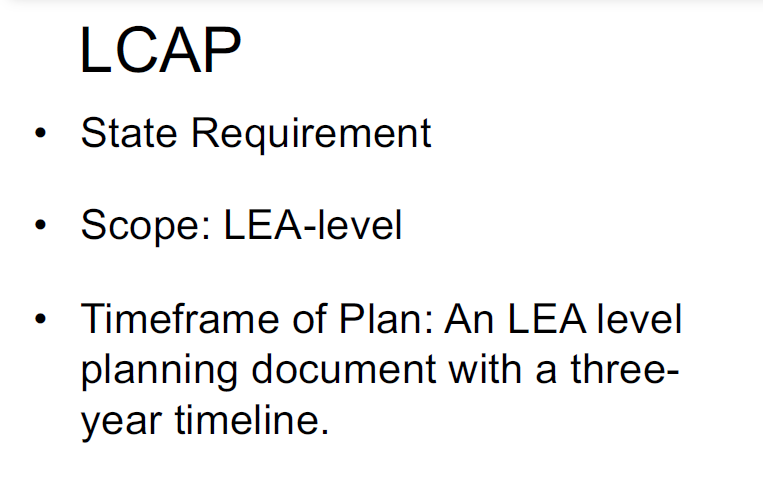 LCAP
• State Requirement
• Scope: LEA-level
• Timeframe of Plan: An LEA level
planning document with a three-
year timeline.